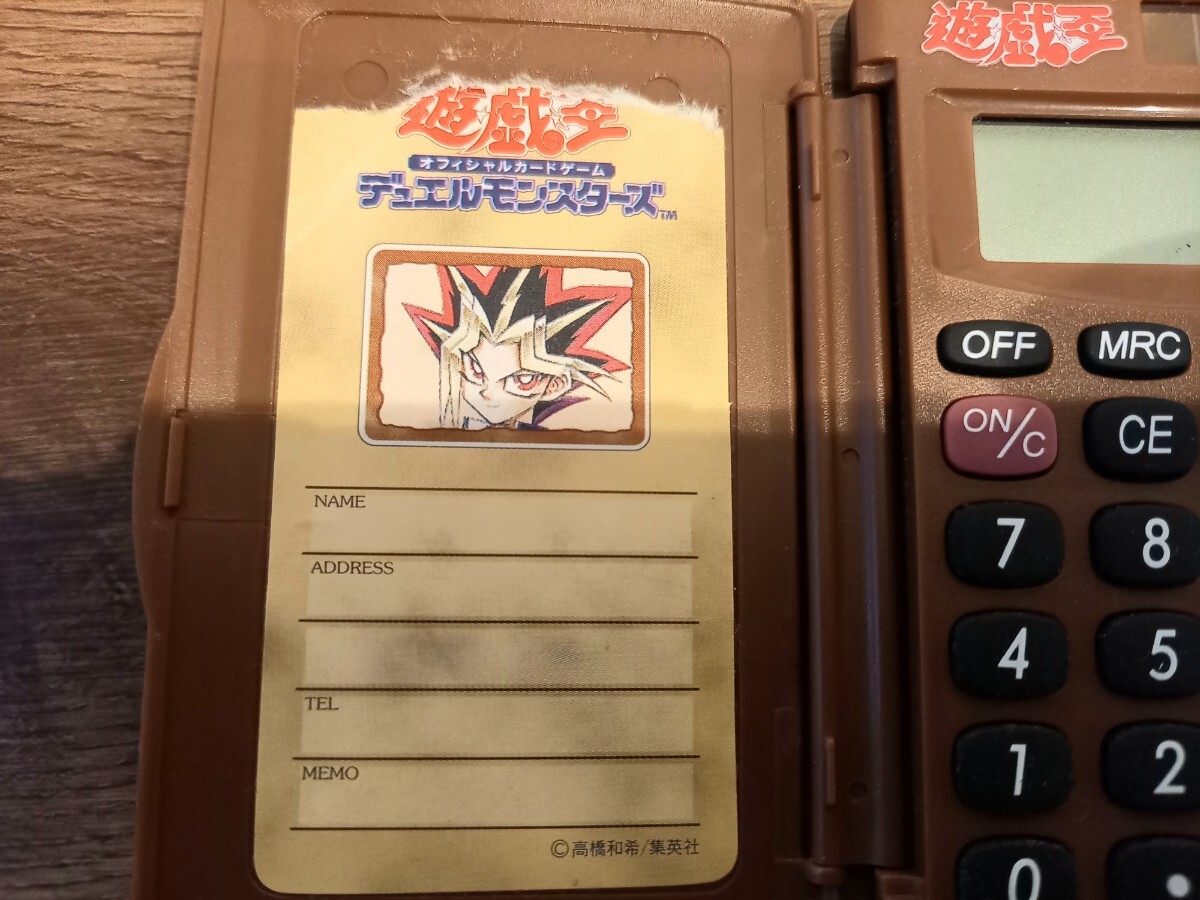 遊戯王
オフィシャルカードゲーム
デュエルモンスターズ™
NAME
ADDRESS
TEL
MEMO
©高橋和希/集英社
遊戯王
OFF MRC
ON/C CE
7 8
4 5
1 2
0 .